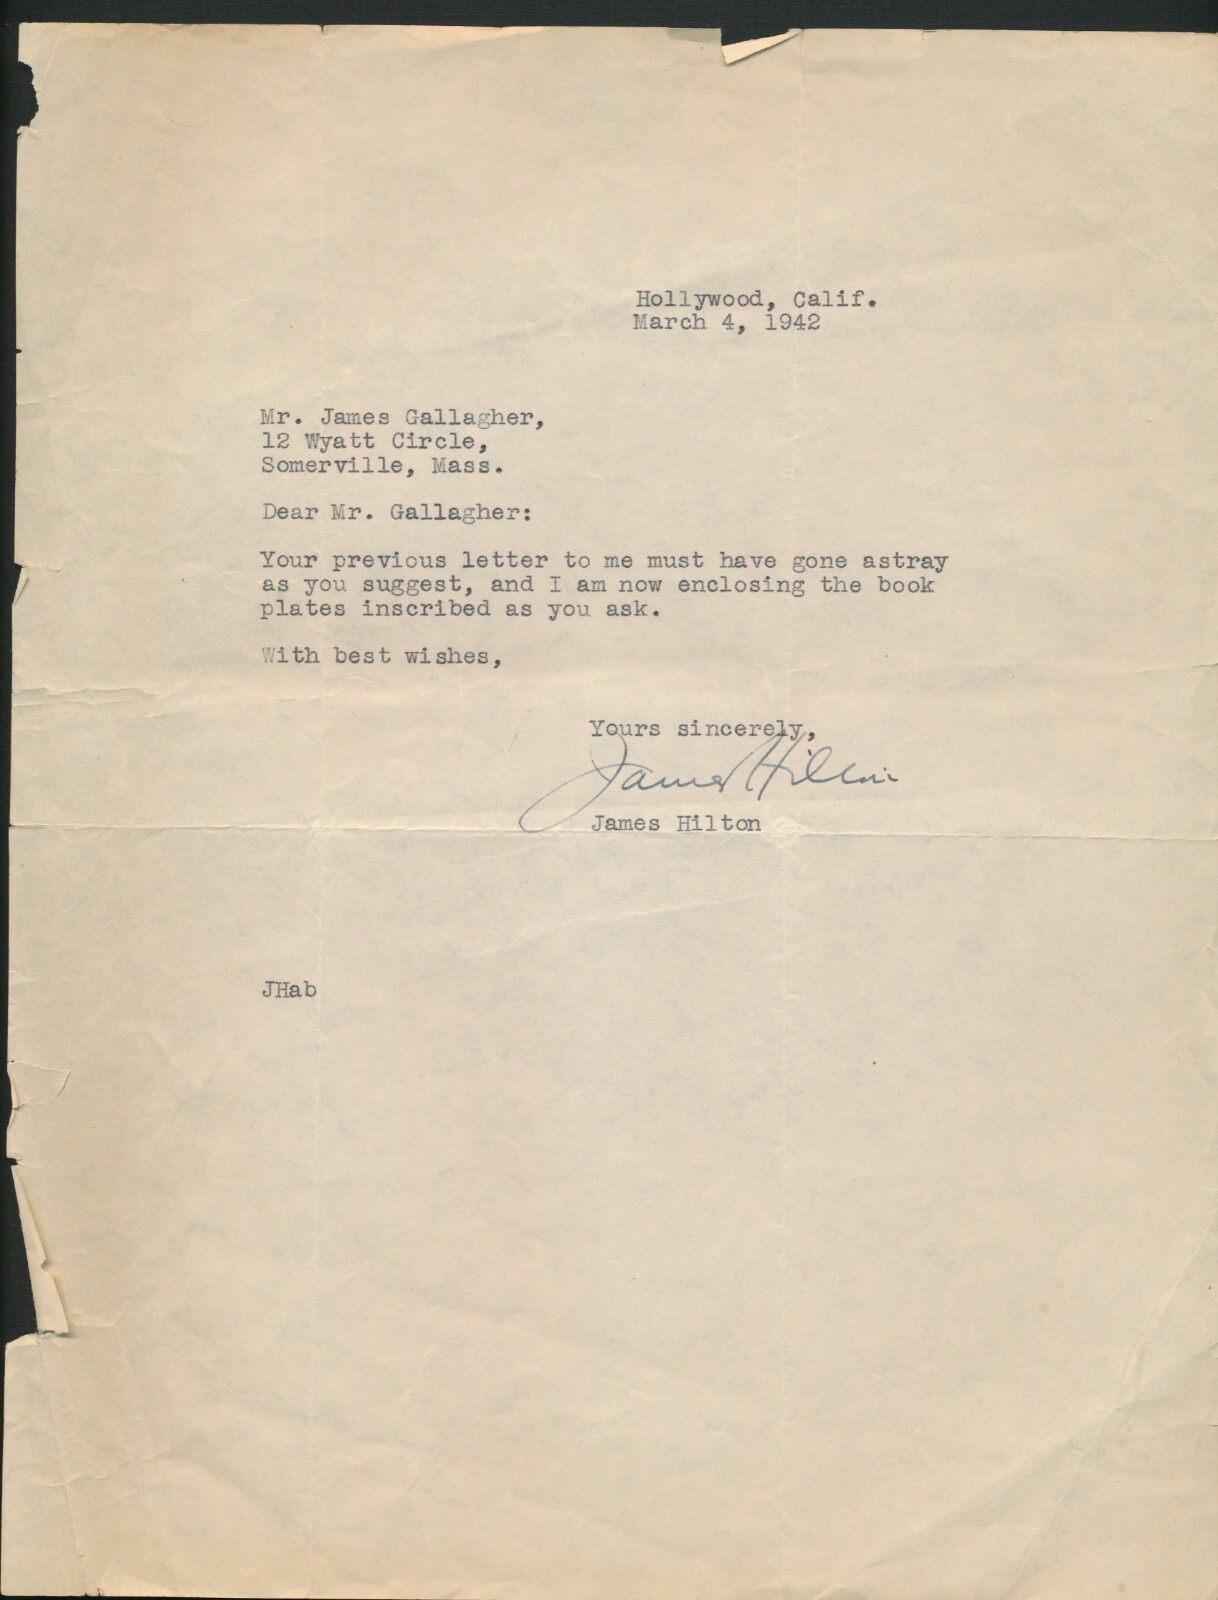 Hollywood, Calif.
March 4, 1942
Mr. James Gallagher,
12 Wyatt Circle,
Somerville, Mass.
Dear Mr. Gallagher:
Your previous letter to me must have gone astray
as you suggest, and I am now enclosing the book
plates inscribed as you ask.
With best wishes,
Yours sincerely,
James Hilton
James Hilton
JHab